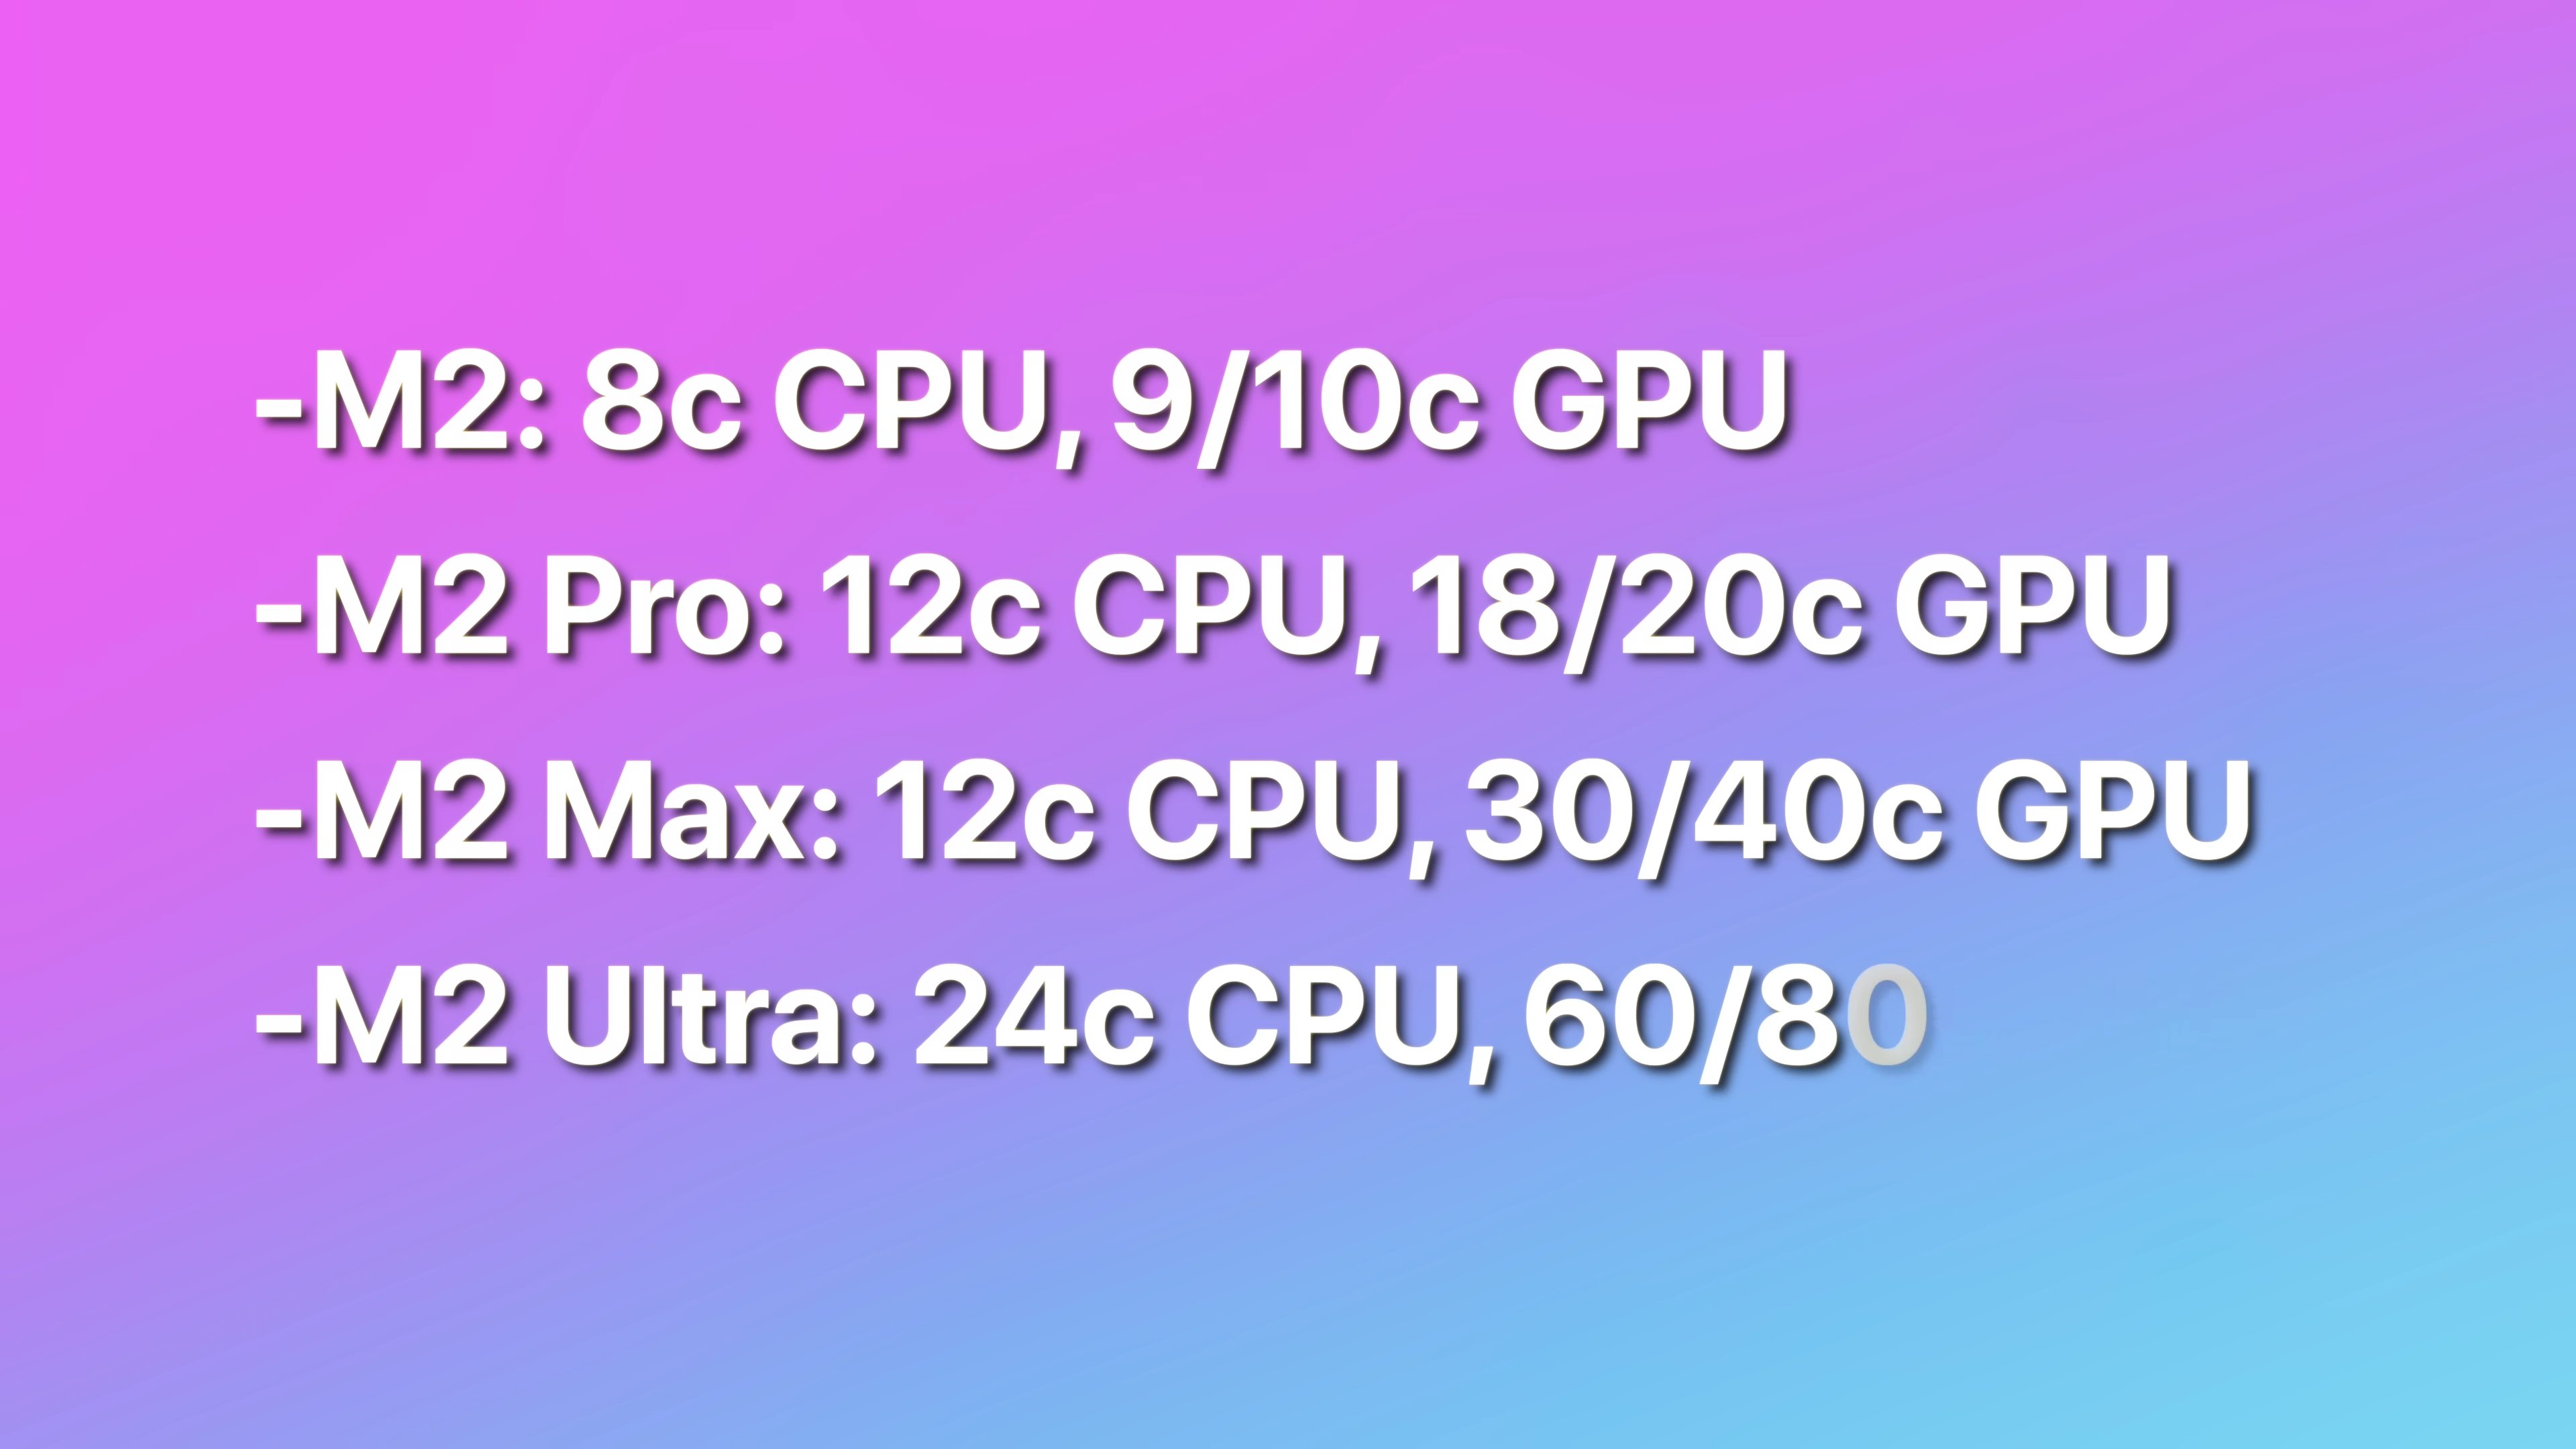 -M2: 8c CPU, 9/10c GPU
-M2 Pro: 12c CPU, 18/20c GPU
-M2 Max: 12c CPU, 30/40c GPU
-M2 Ultra: 24c CPU, 60/80